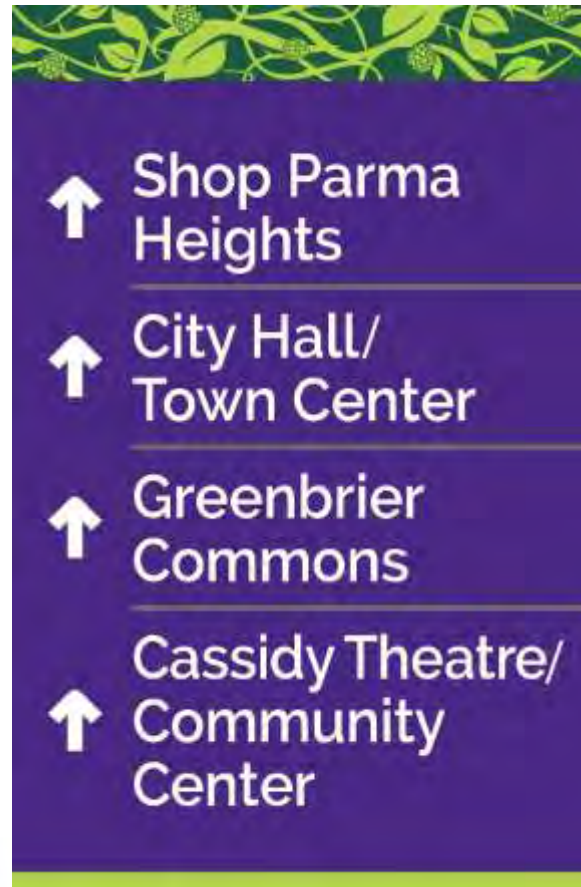 Shop Parma
Heights
City Hall/
Town Center
Greenbrier
Commons
Cassidy Theatre/
Community
Center